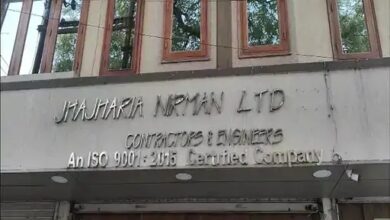 JHAJHARIA NIRMAN LTD
CONTRACTORS & ENGINEERS
An ISO 9001:2015 Certified Company